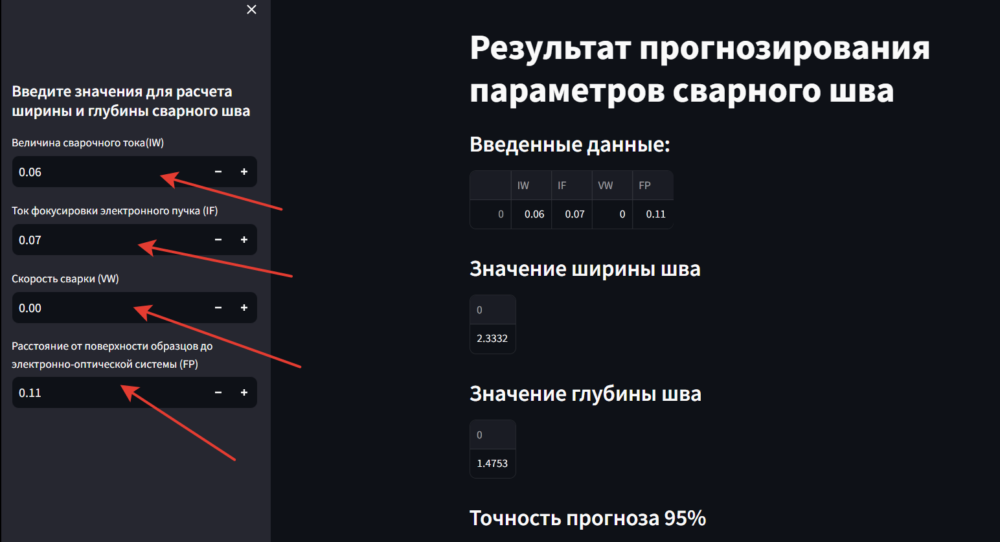 Введите значения для расчета
ширины и глубины сварного шва
Величина сварочного тока(IW)
0.06
Ток фокусировки электронного пучка (IF)
0.07
Скорость сварки (VW)
0.00
Расстояние от поверхности образцов до
электронно-оптической системы (FP)
0.11
Результат прогнозирования
параметров сварного шва
Введенные данные:
IW IF VW FP
0 0.06 0.07 0 0.11
Значение ширины шва
0
2.3332
Значение глубины шва
0
1.4753
Точность прогноза 95%